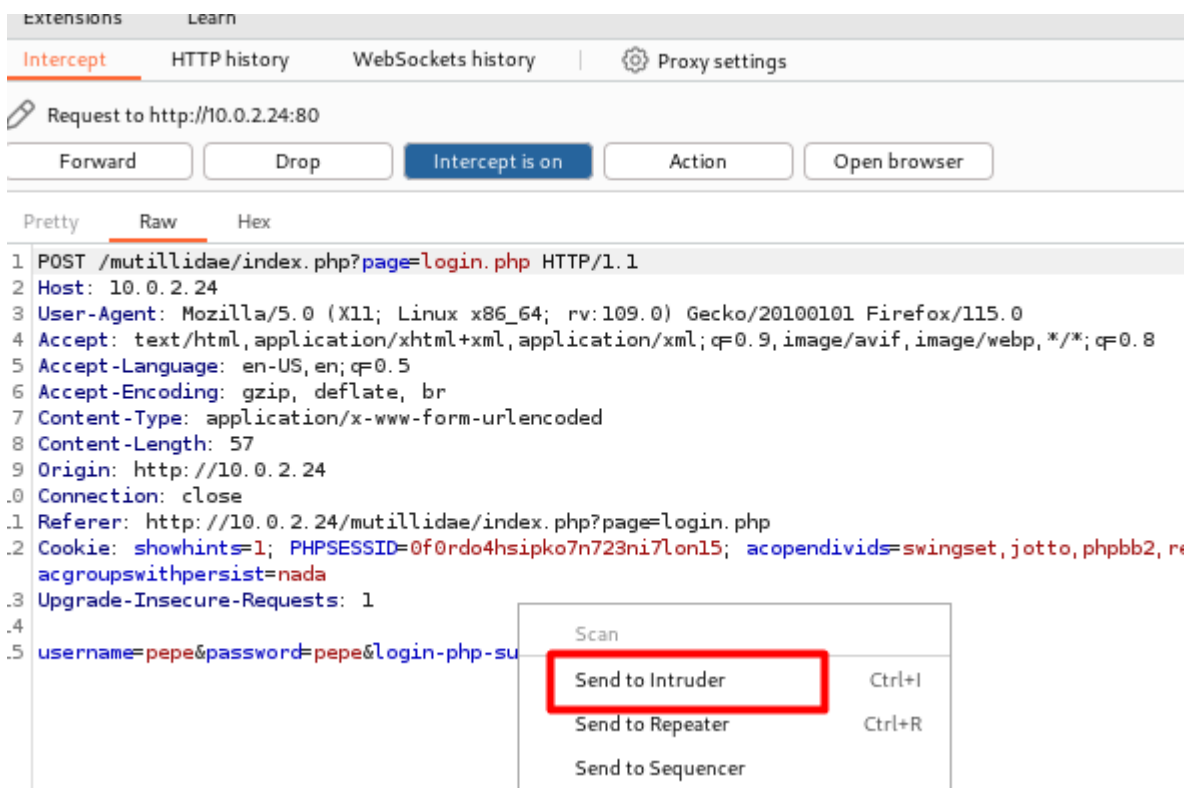 Extensions Learn
Intercept HTTP history WebSockets history Proxy settings
Request to http://10.0.2.24:80
Forward Drop Intercept is on Action Open browser
Pretty Raw Hex
1 POST /mutillidae/index.php?page=login.php HTTP/1.1
2 Host: 10.0.2.24
3 User-Agent: Mozilla/5.0 (X11; Linux x86_64; rv:109.0) Gecko/20100101 Firefox/115.0
4 Accept: text/html,application/xhtml+xml,application/xml;q=0.9,image/avif,image/webp,*/*;q=0.8
5 Accept-Language: en-US,en;q=0.5
6 Accept-Encoding: gzip, deflate, br
7 Content-Type: application/x-www-form-urlencoded
8 Content-Length: 57
9 Origin: http://10.0.2.24
.0 Connection: close
.1 Referer: http://10.0.2.24/mutillidae/index.php?page=login.php
.2 Cookie: showhints=1; PHPSESSID=0f0rdo4hsipko7n723ni7lon15; acopendivids=swingset,jotto,phpbb2,re
acgroupswithpersist=nada
.3 Upgrade-Insecure-Requests: 1
.4
.5 username=pepe&password=pepe&login-php-su
Scan
Send to Intruder Ctrl+I
Send to Repeater Ctrl+R
Send to Sequencer